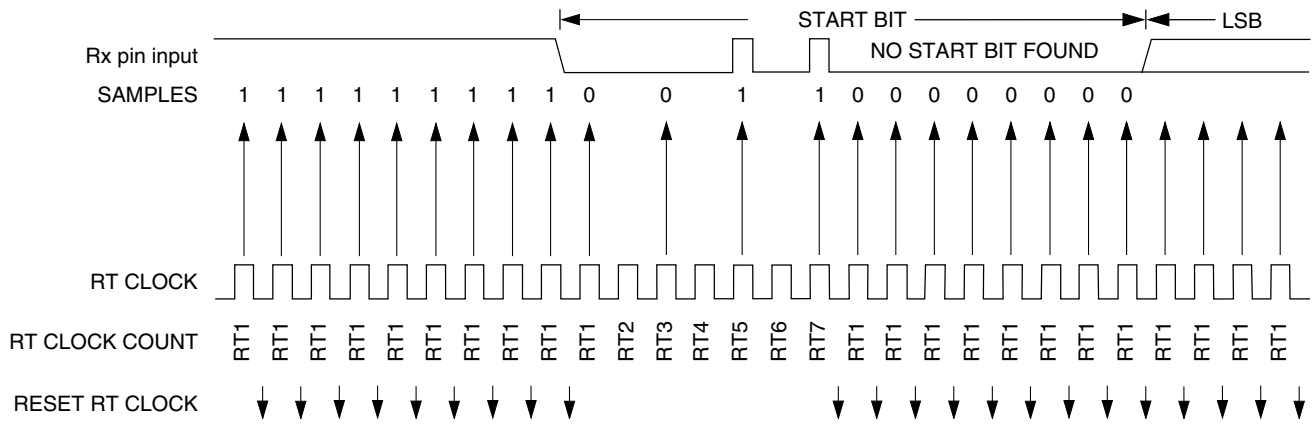 START BIT LSB
Rx pin input NO START BIT FOUND
SAMPLES 1 1 1 1 1 1 1 1 1 0 0 1 1 0 0 0 0 0 0 0 0
RT CLOCK
RT CLOCK COUNT RT1 RT1 RT1 RT1 RT1 RT1 RT1 RT1 RT1 RT1 RT2 RT3 RT4 RT5 RT6 RT7 RT1 RT1 RT1 RT1 RT1 RT1 RT1 RT1 RT1 RT1 RT1 RT1
RESET RT CLOCK